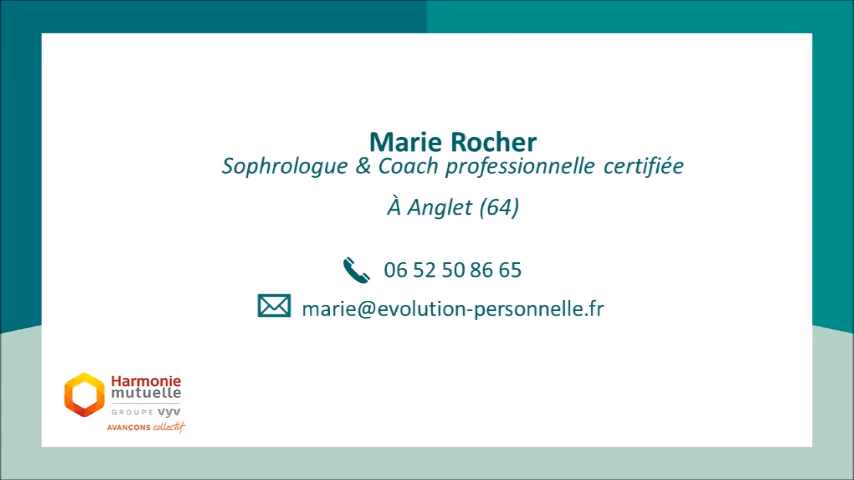 Marie Rocher
Sophrologue & Coach professionnelle certifiée
À Anglet (64)
06 52 50 86 65
marie@evolution-personnelle.fr
Harmonie
mutuelle
GROUPE vyv
AVANÇONS collectif